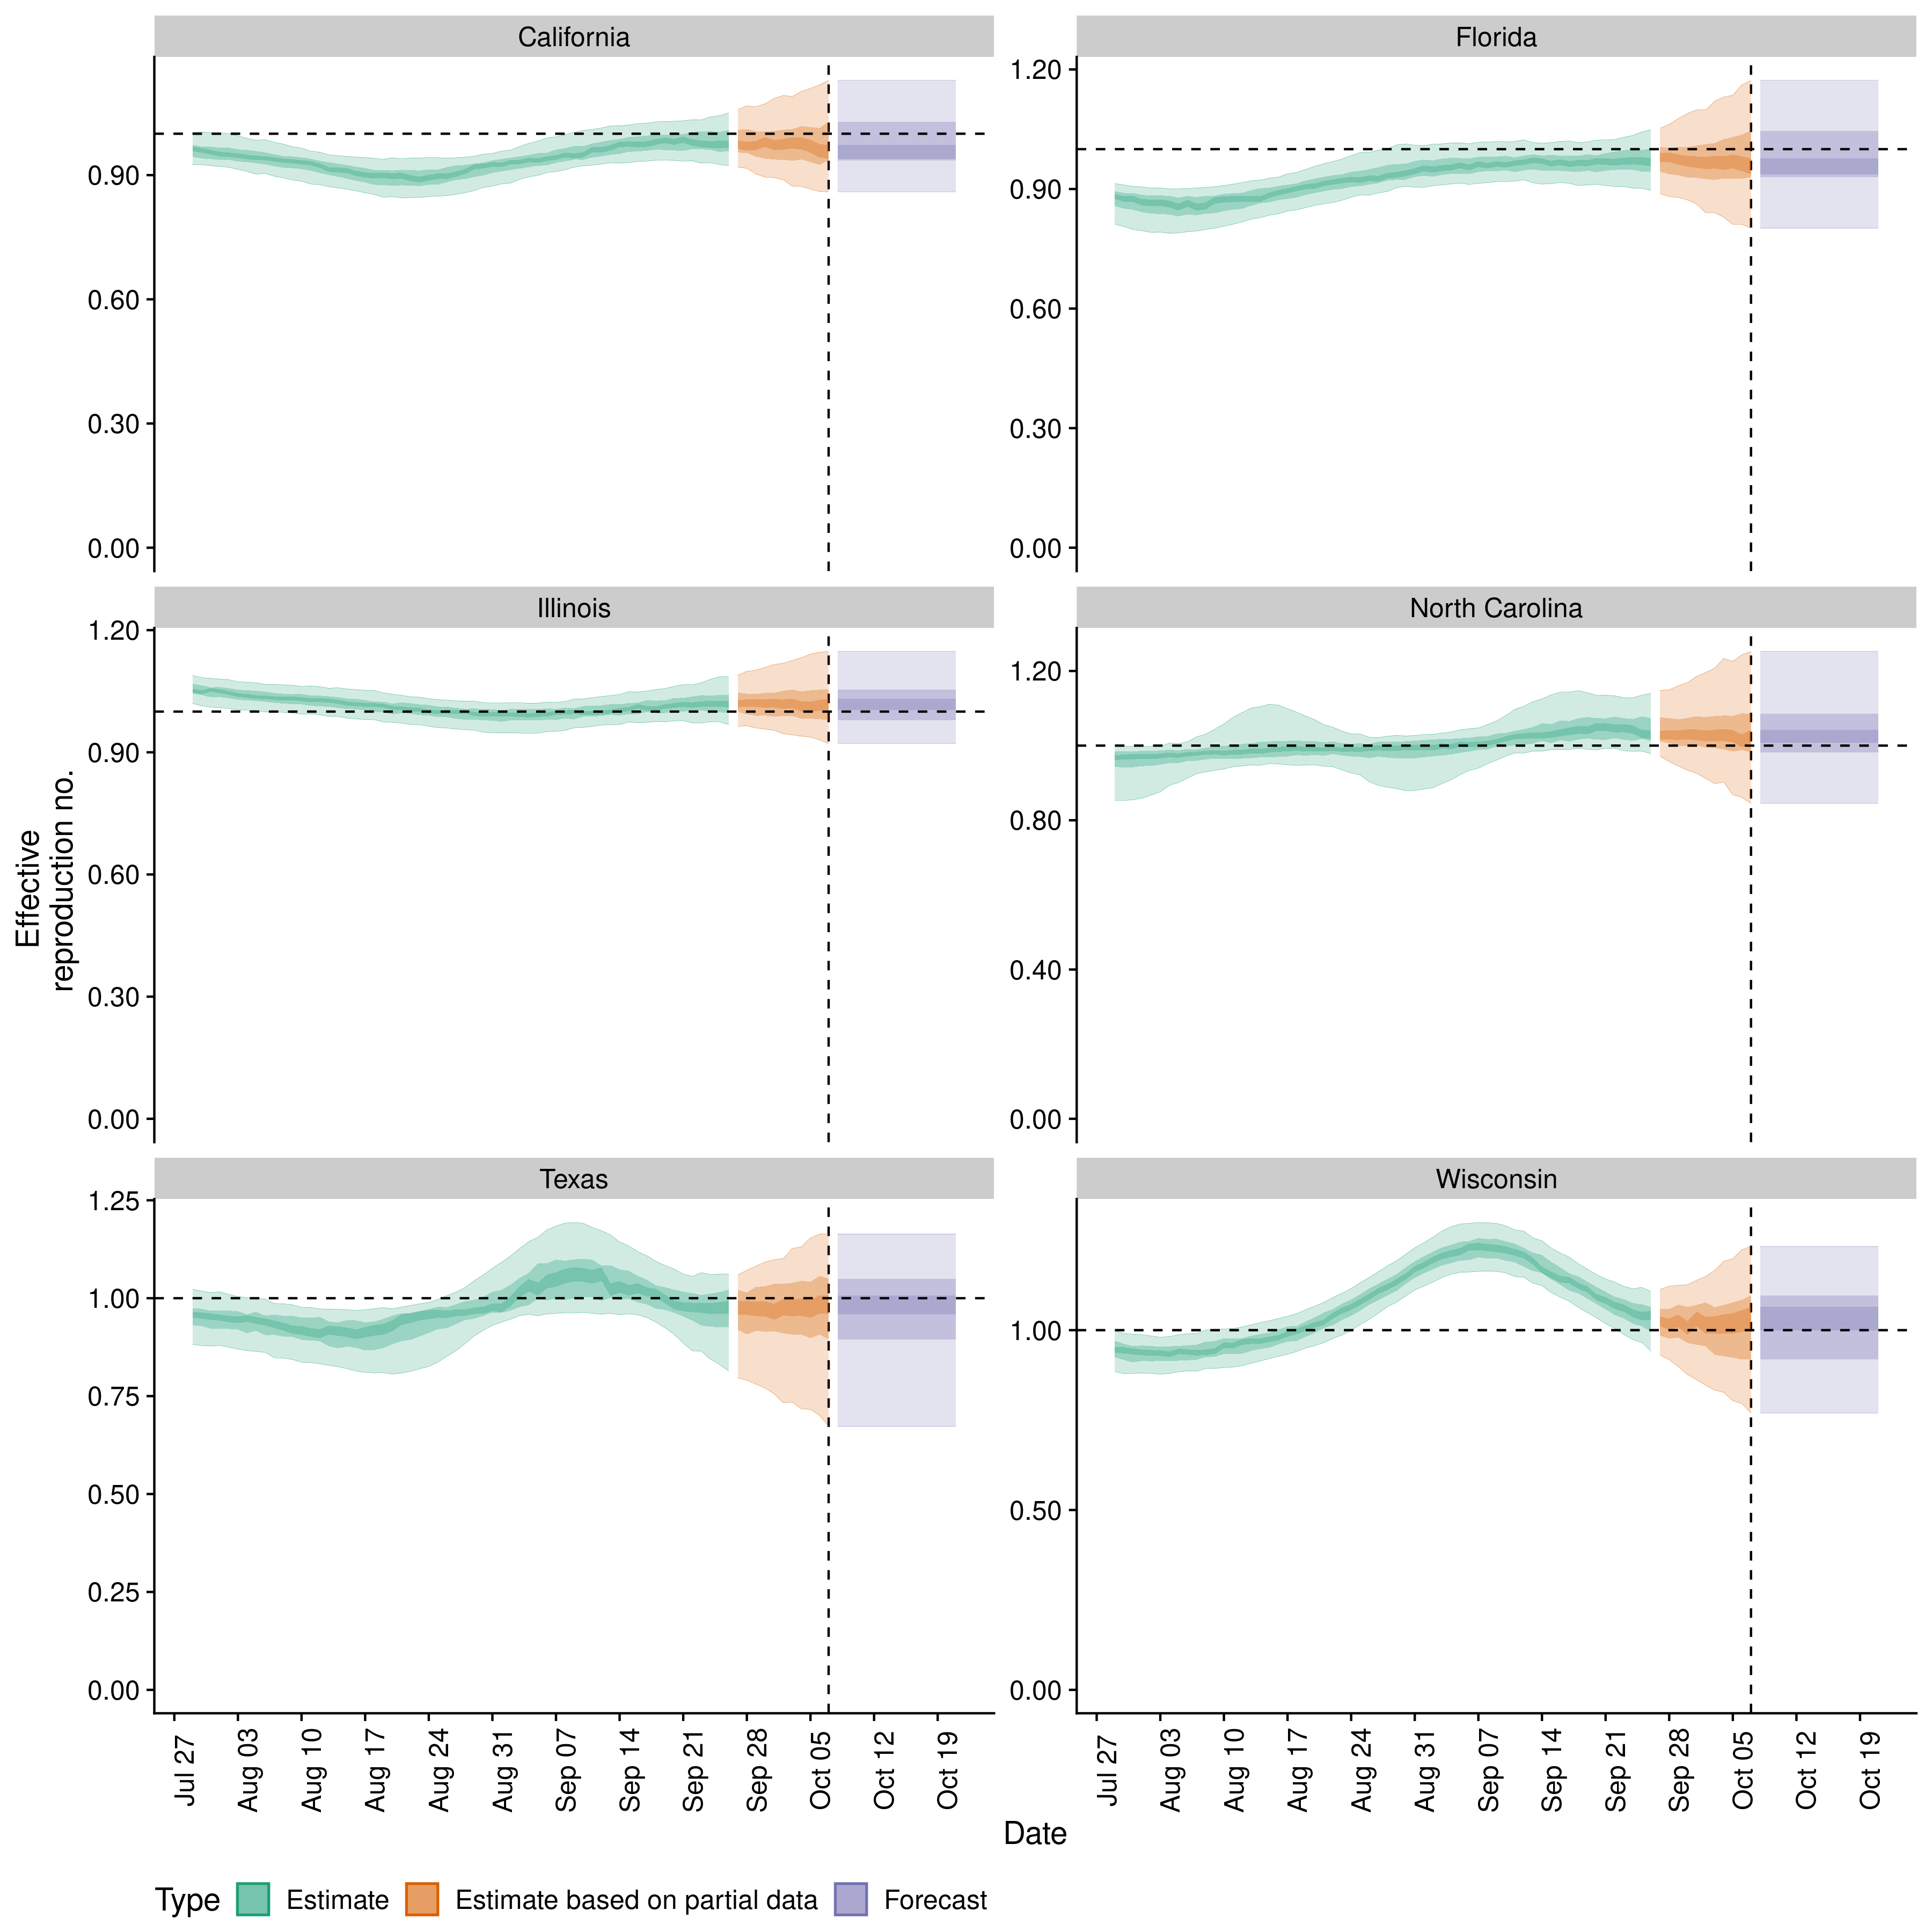 California
Florida
0.90
0.60
0.30
0.00
1.20
0.90
0.60
0.30
0.00
Illinois
North Carolina
1.20
0.90
0.60
0.30
0.00
1.20
0.80
0.40
0.00
Effective
reproduction no.
Texas
Wisconsin
1.25
1.00
0.75
0.50
0.25
0.00
1.00
0.50
0.00
Jul 27
Aug 03
Aug 10
Aug 17
Aug 24
Aug 31
Sep 07
Sep 14
Sep 21
Sep 28
Oct 05
Oct 12
Oct 19
Jul 27
Aug 03
Aug 10
Aug 17
Aug 24
Aug 31
Sep 07
Sep 14
Sep 21
Sep 28
Oct 05
Oct 12
Oct 19
Date
Type Estimate Estimate based on partial data Forecast